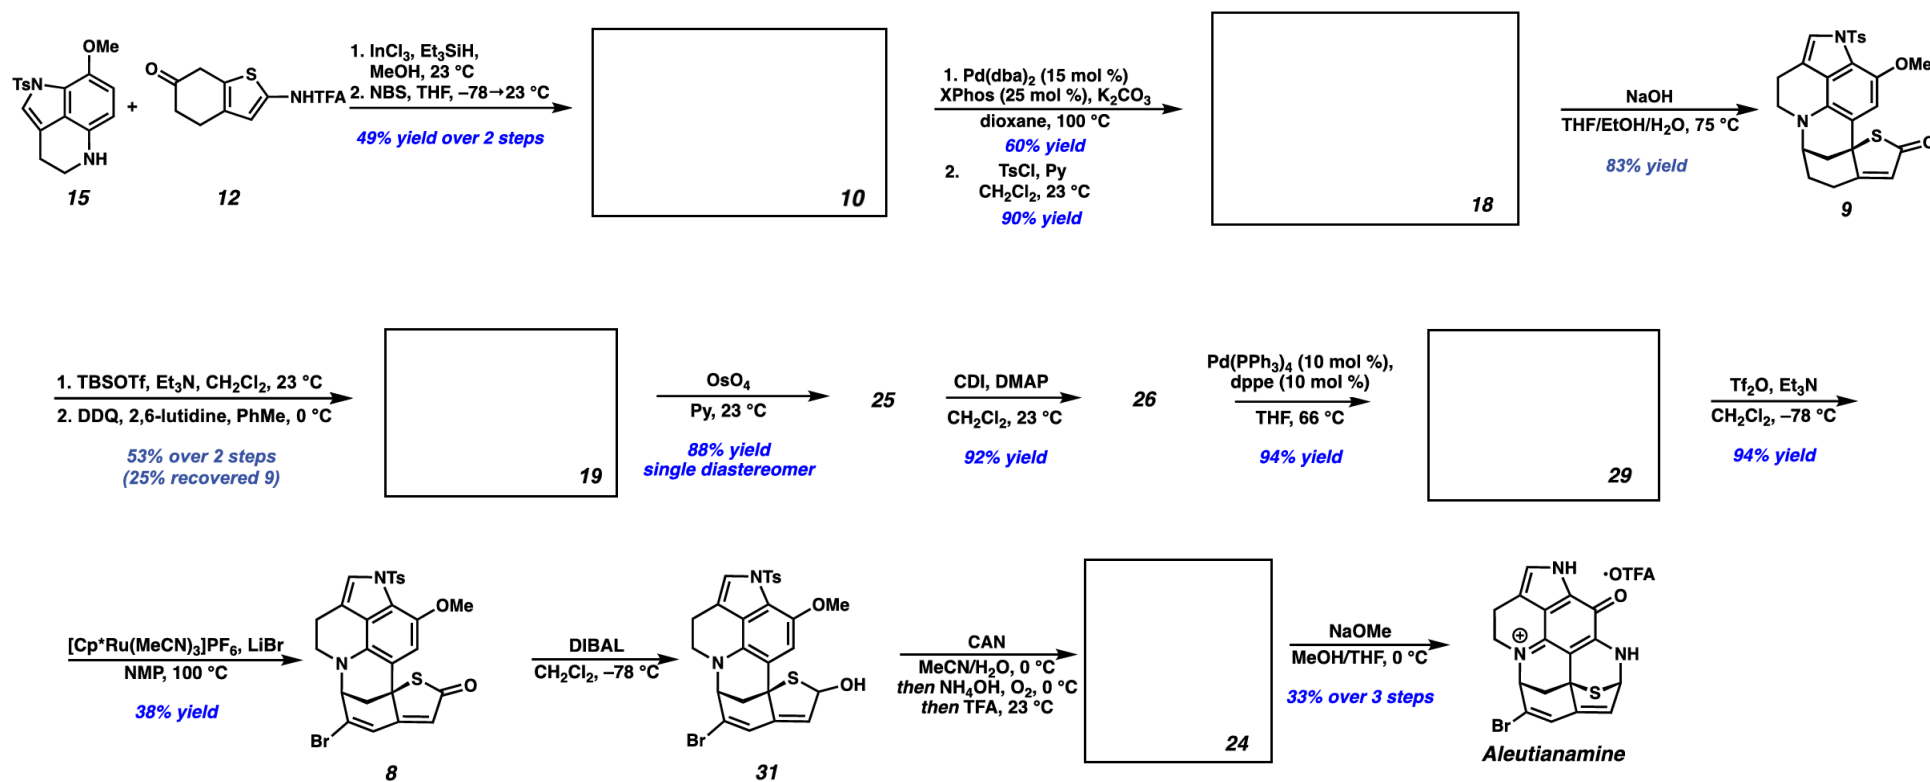 OMe
TsN
NH
15
+
O
S
NHTFA
12
1. InCl3, Et3SiH,
MeOH, 23 °C
2. NBS, THF, –78→23 °C
49% yield over 2 steps
10
1. Pd(dba)2 (15 mol %)
XPhos (25 mol %), K2CO3
dioxane, 100 °C
60% yield
2. TsCl, Py
CH2Cl2, 23 °C
90% yield
18
NaOH
THF/EtOH/H2O, 75 °C
83% yield
NTs
OMe
N
S
O
9
1. TBSOTf, Et3N, CH2Cl2, 23 °C
2. DDQ, 2,6-lutidine, PhMe, 0 °C
53% over 2 steps
(25% recovered 9)
19
OsO4
Py, 23 °C
88% yield
single diastereomer
25
CDI, DMAP
CH2Cl2, 23 °C
92% yield
26
Pd(PPh3)4 (10 mol %),
dppe (10 mol %)
THF, 66 °C
94% yield
29
Tf2O, Et3N
CH2Cl2, –78 °C
94% yield
[Cp*Ru(MeCN)3]PF6, LiBr
NMP, 100 °C
38% yield
NTs
OMe
N
S
O
Br
8
DIBAL
CH2Cl2, –78 °C
NTs
OMe
N
S
OH
Br
31
CAN
MeCN/H2O, 0 °C
then NH4OH, O2, 0 °C
then TFA, 23 °C
24
NaOMe
MeOH/THF, 0 °C
33% over 3 steps
NH
·OTFA
O
+
N
NH
S
Br
Aleutianamine